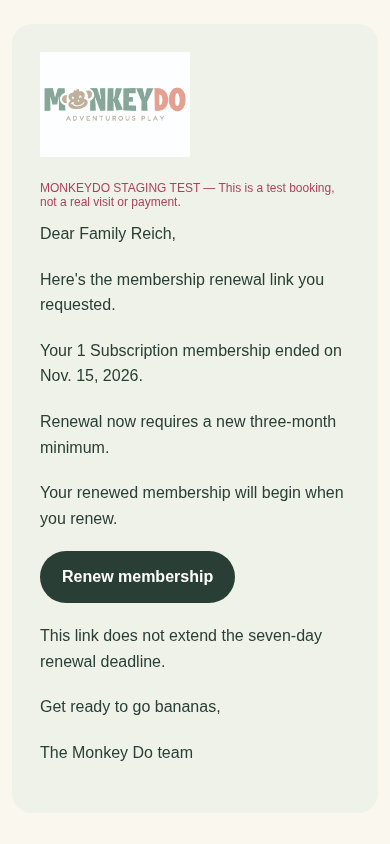 MONKEYDO
ADVENTUROUS PLAY
MONKEYDO STAGING TEST — This is a test booking,
not a real visit or payment.
Dear Family Reich,
Here's the membership renewal link you
requested.
Your 1 Subscription membership ended on
Nov. 15, 2026.
Renewal now requires a new three-month
minimum.
Your renewed membership will begin when
you renew.
Renew membership
This link does not extend the seven-day
renewal deadline.
Get ready to go bananas,
The Monkey Do team